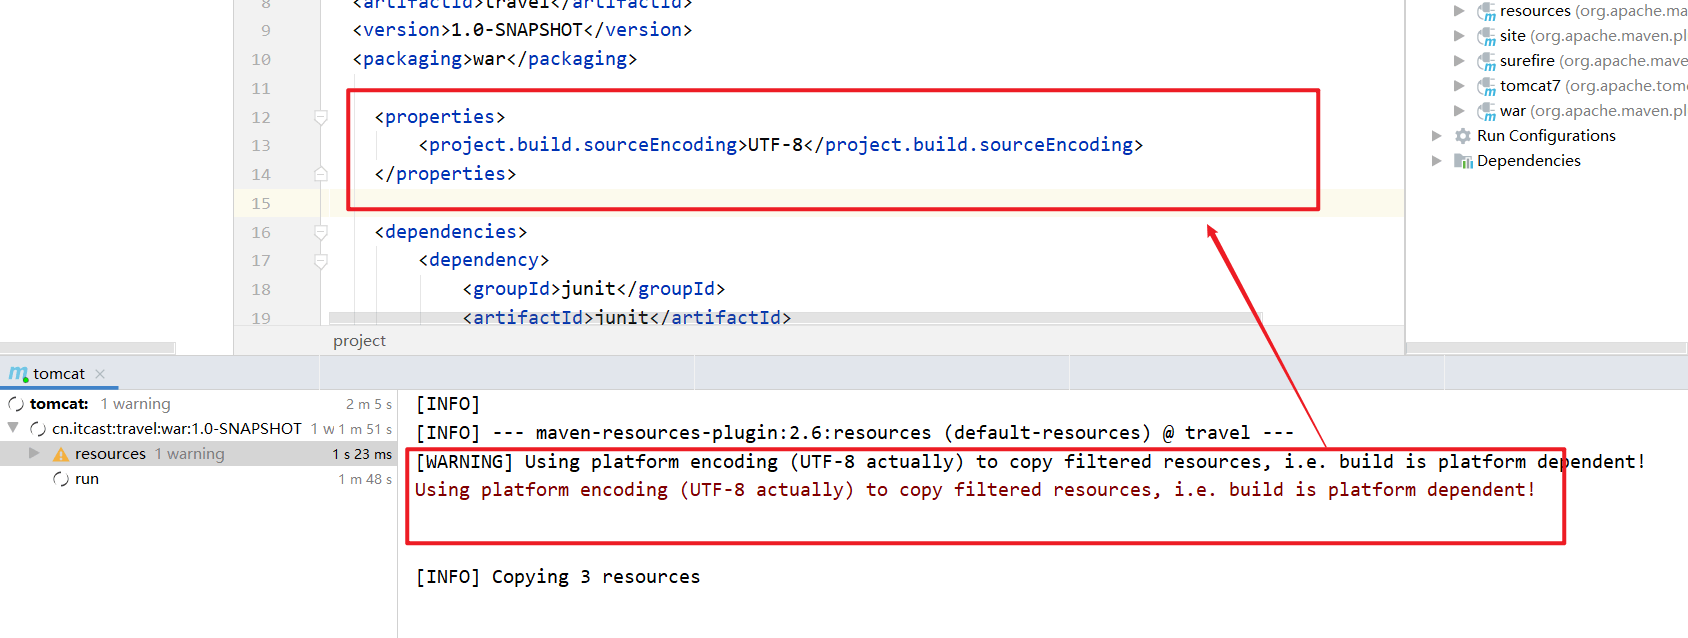 8 <artifactId>travel</artifactId>
9 <version>1.0-SNAPSHOT</version>
10 <packaging>war</packaging>
11
12 <properties>
13 <project.build.sourceEncoding>UTF-8</project.build.sourceEncoding>
14 </properties>
15
16 <dependencies>
17 <dependency>
18 <groupId>junit</groupId>
19 <artifactId>junit</artifactId>
project
resources (org.apache.ma
site (org.apache.maven.pl
surefire (org.apache.mave
tomcat7 (org.apache.tom
war (org.apache.maven.pl
Run Configurations
Dependencies
m tomcat ×
tomcat: 1 warning 2 m 5 s
cn.itcast:travel:war:1.0-SNAPSHOT 1 w 1 m 51 s
resources 1 warning 1 s 23 ms
run 1 m 48 s
[INFO]
[INFO] --- maven-resources-plugin:2.6:resources (default-resources) @ travel ---
[WARNING] Using platform encoding (UTF-8 actually) to copy filtered resources, i.e. build is platform dependent!
Using platform encoding (UTF-8 actually) to copy filtered resources, i.e. build is platform dependent!
[INFO] Copying 3 resources